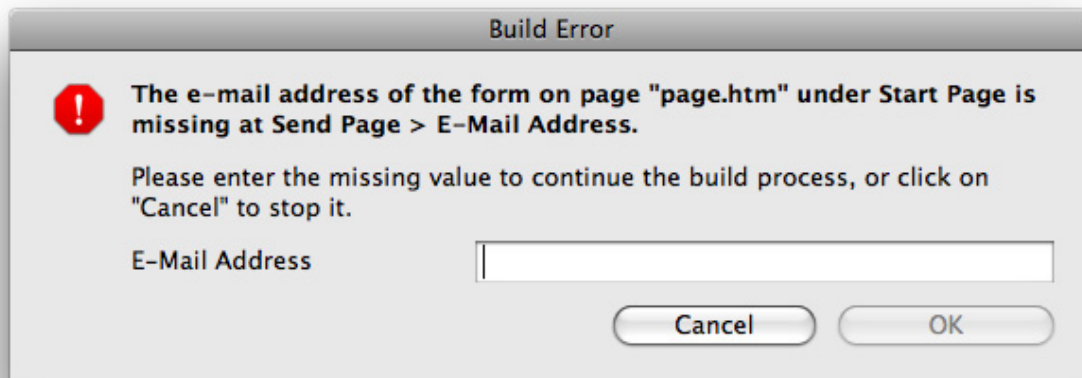 Build Error
The e-mail address of the form on page "page.htm" under Start Page is
missing at Send Page > E-Mail Address.
Please enter the missing value to continue the build process, or click on
"Cancel" to stop it.
E-Mail Address
Cancel OK